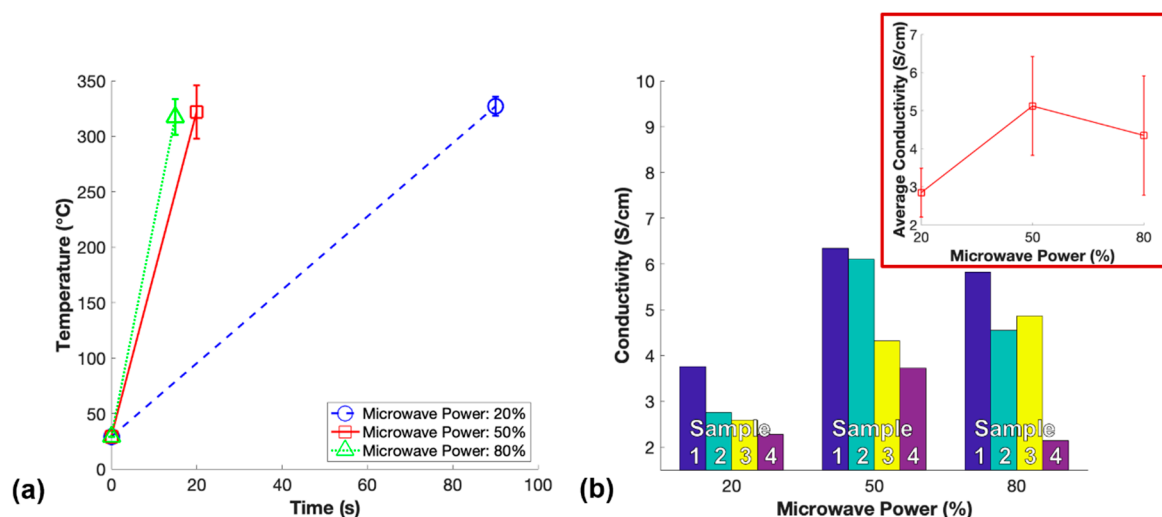 350
300
250
200
150
100
50
0
Temperature (°C)
0
20
40
60
80
100
Time (s)
Microwave Power: 20%
Microwave Power: 50%
Microwave Power: 80%
(a)
10
9
8
7
6
5
4
3
2
Conductivity (S/cm)
Sample
1 2 3 4
Sample
1 2 3 4
Sample
1 2 3 4
20
50
80
Microwave Power (%)
(b)
7
6
5
4
3
2
Average Conductivity (S/cm)
20
50
80
Microwave Power (%)